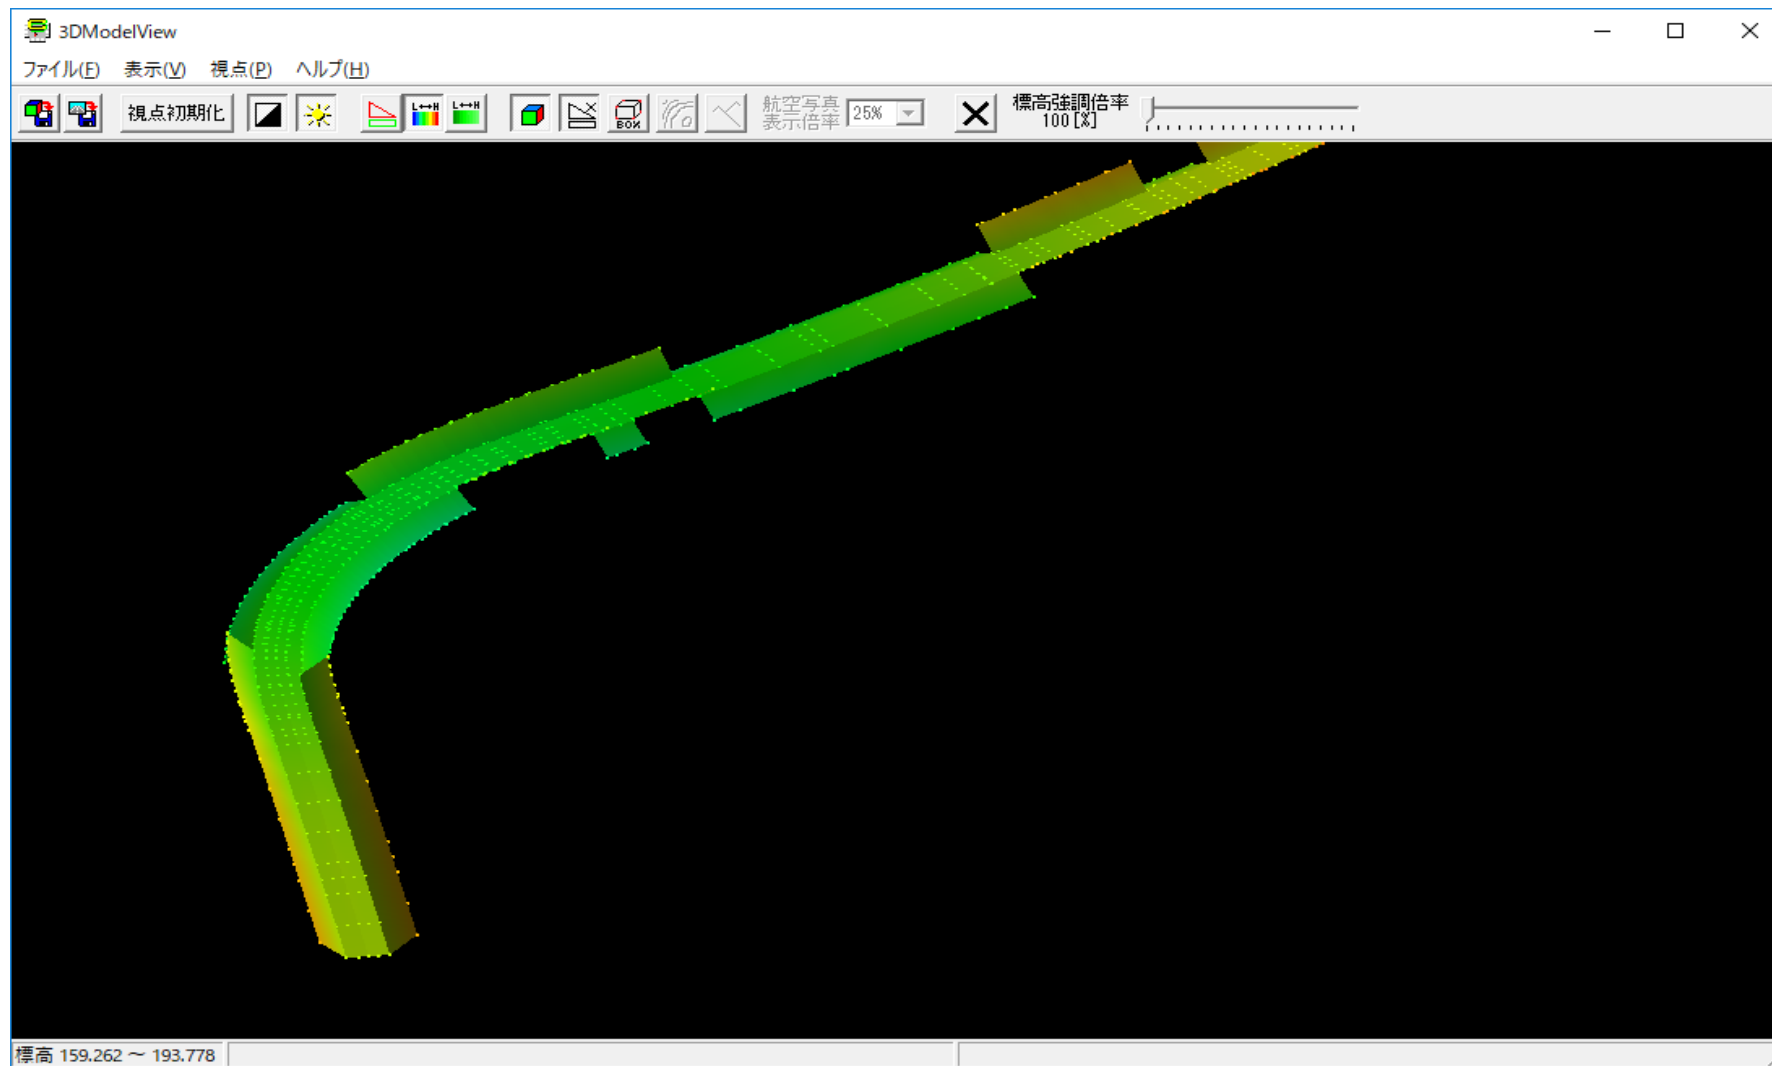 3DModelView
ファイル(F) 表示(V) 視点(P) ヘルプ(H)
視点初期化
L↔H
L↔H
BOX
航空写真
表示倍率
25%
標高強調倍率
100 [%]
標高 159.262 ～ 193.778